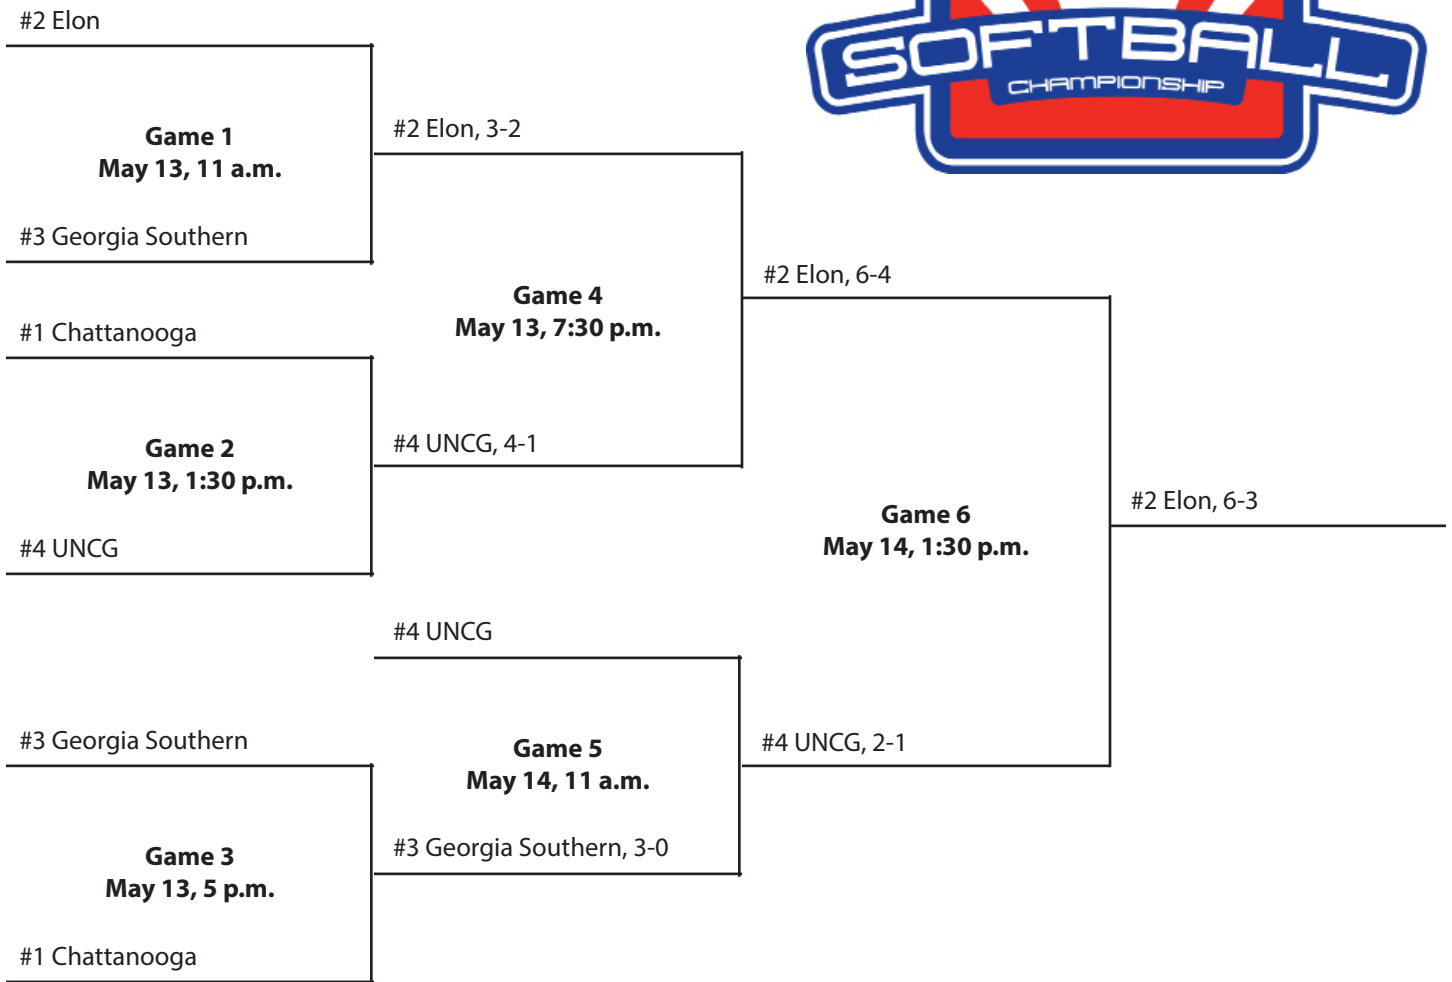 #2 Elon
SOFTBALL
CHAMPIONSHIP
Game 1
May 13, 11 a.m.
#2 Elon, 3-2
#3 Georgia Southern
#1 Chattanooga
Game 4
May 13, 7:30 p.m.
#2 Elon, 6-4
Game 2
May 13, 1:30 p.m.
#4 UNCG, 4-1
#4 UNCG
Game 6
May 14, 1:30 p.m.
#2 Elon, 6-3
#4 UNCG
#3 Georgia Southern
Game 5
May 14, 11 a.m.
#4 UNCG, 2-1
#3 Georgia Southern, 3-0
Game 3
May 13, 5 p.m.
#1 Chattanooga